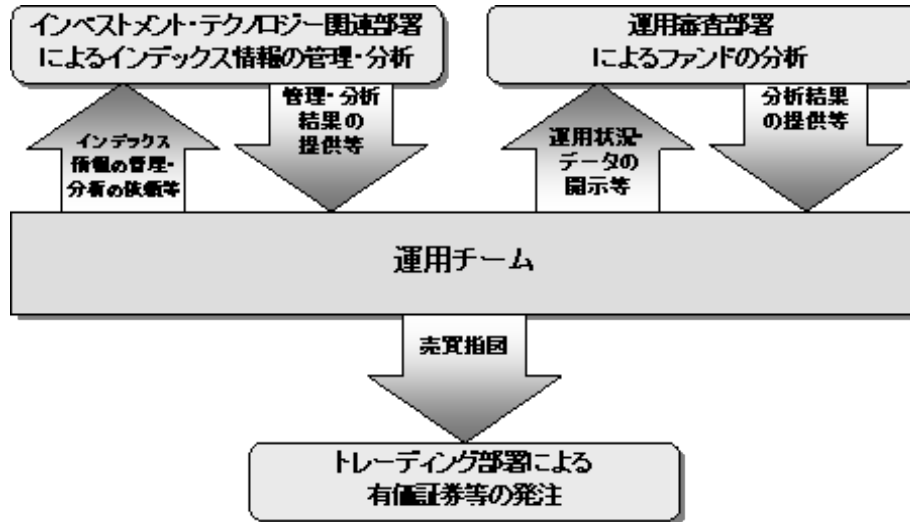 インベストメント・テクノロジー関連部署
によるインデックス情報の管理・分析
運用審査部署
によるファンドの分析
インデックス
情報の管理・
分析の依頼等
管理・分析
結果の
提供等
運用状況・
データの
開示等
分析結果
の提供等
運用チーム
売買指図
トレーディング部署による
有価証券等の発注